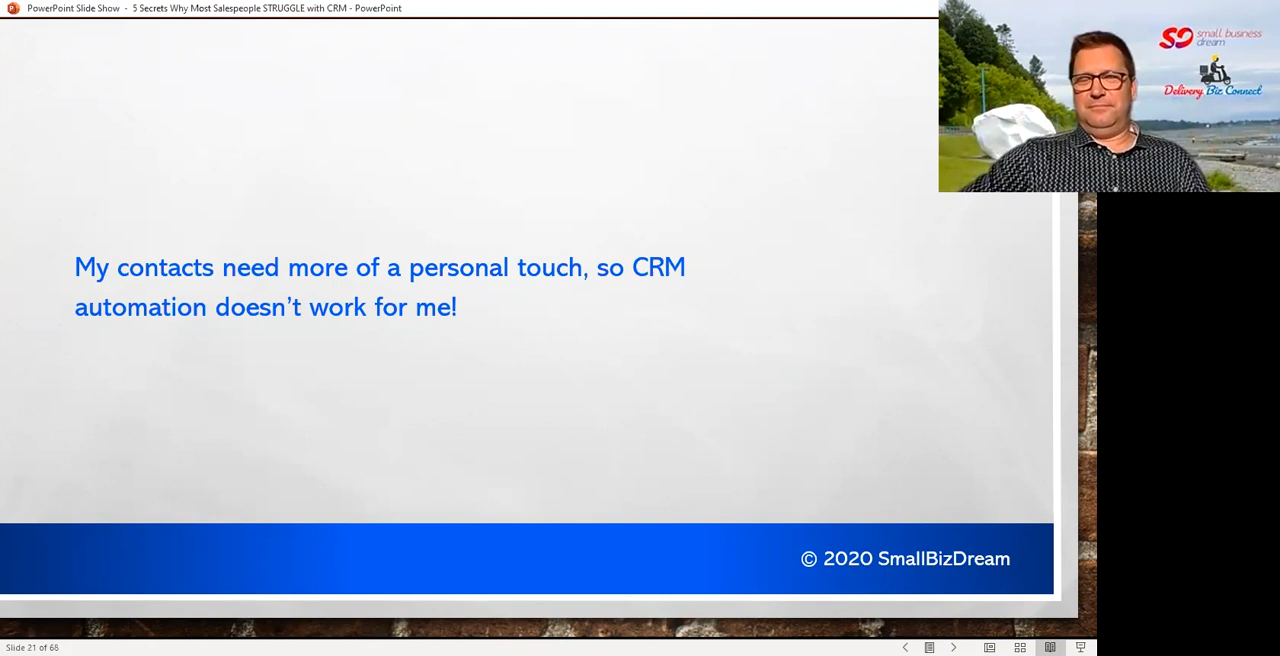 PowerPoint Slide Show - 5 Secrets Why Most Salespeople STRUGGLE with CRM - PowerPoint
small business
dream
Delivery Biz Connect
My contacts need more of a personal touch, so CRM
automation doesn’t work for me!
© 2020 SmallBizDream
Slide 21 of 68